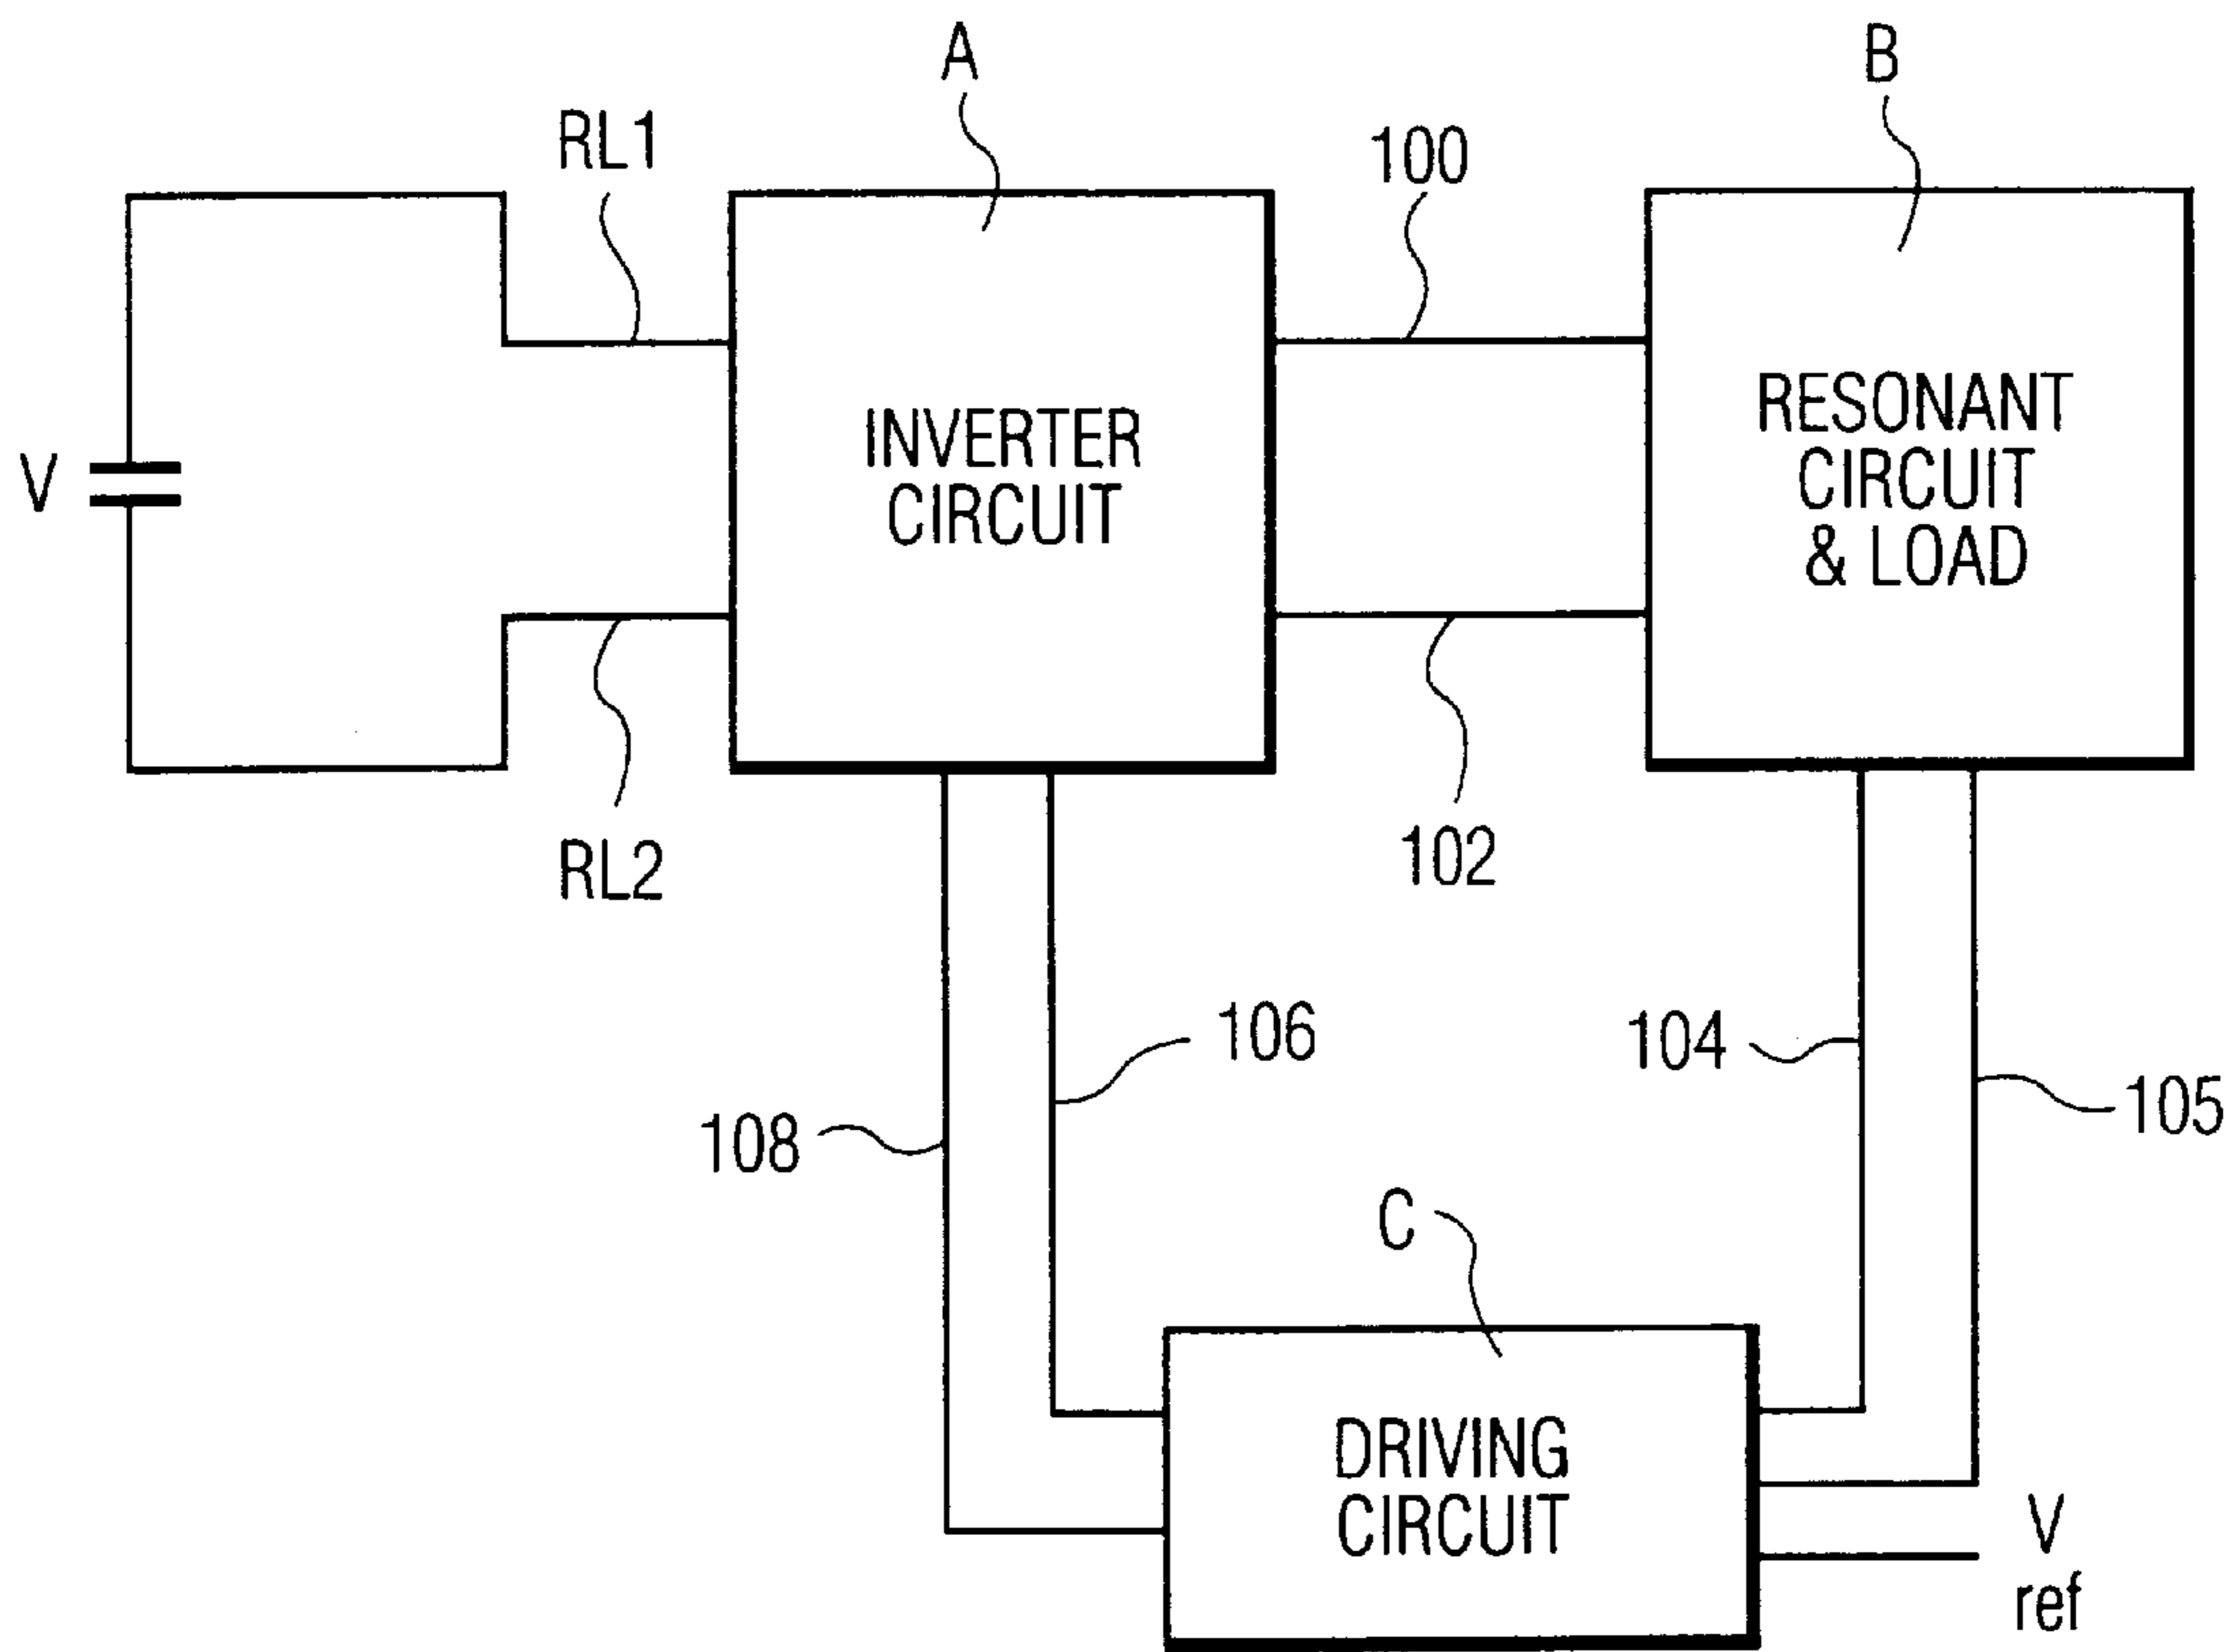 A
B
RL1
100
V
INVERTER
CIRCUIT
RESONANT
CIRCUIT
& LOAD
RL2
102
106
104
105
108
C
DRIVING
CIRCUIT
V
ref